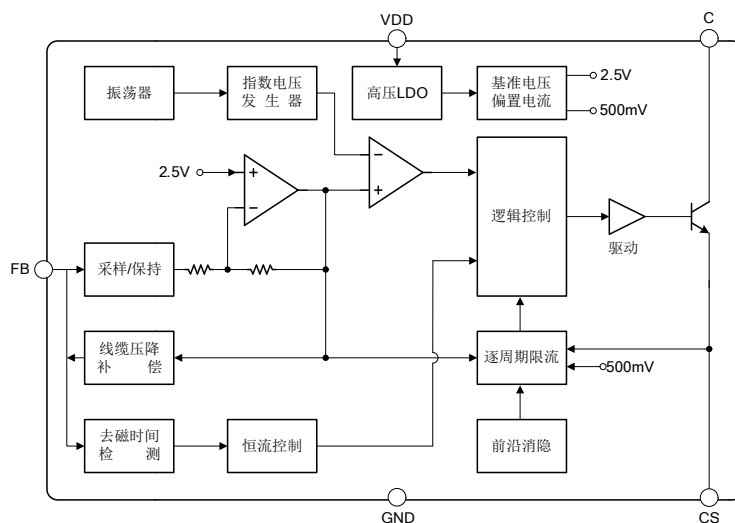 VDD
C
振荡器
指数电压
发 生 器
高压LDO
基准电压
偏置电流
2.5V
500mV
2.5V
+
−
−
+
逻辑控制
驱动
FB
采样/保持
线缆压降
补 偿
逐周期限流
500mV
去磁时间
检 测
恒流控制
前沿消隐
GND
CS